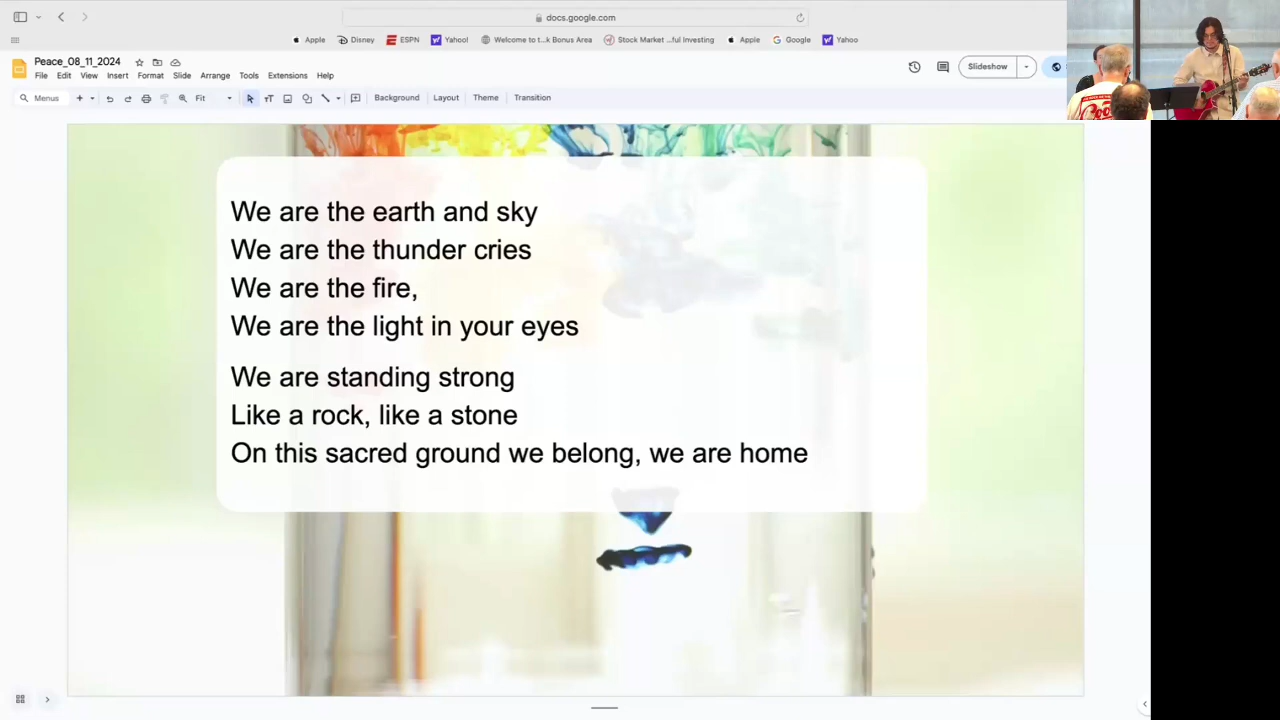 docs.google.com
Apple
Disney
ESPN
Yahoo!
Welcome to t...k Bonus Area
Stock Market ...ful Investing
Apple
Google
Yahoo
Peace_08_11_2024
File Edit View Insert Format Slide Arrange Tools Extensions Help
Slideshow
Menus
Fit
Background
Layout
Theme
Transition
We are the earth and sky
We are the thunder cries
We are the fire,
We are the light in your eyes
We are standing strong
Like a rock, like a stone
On this sacred ground we belong, we are home